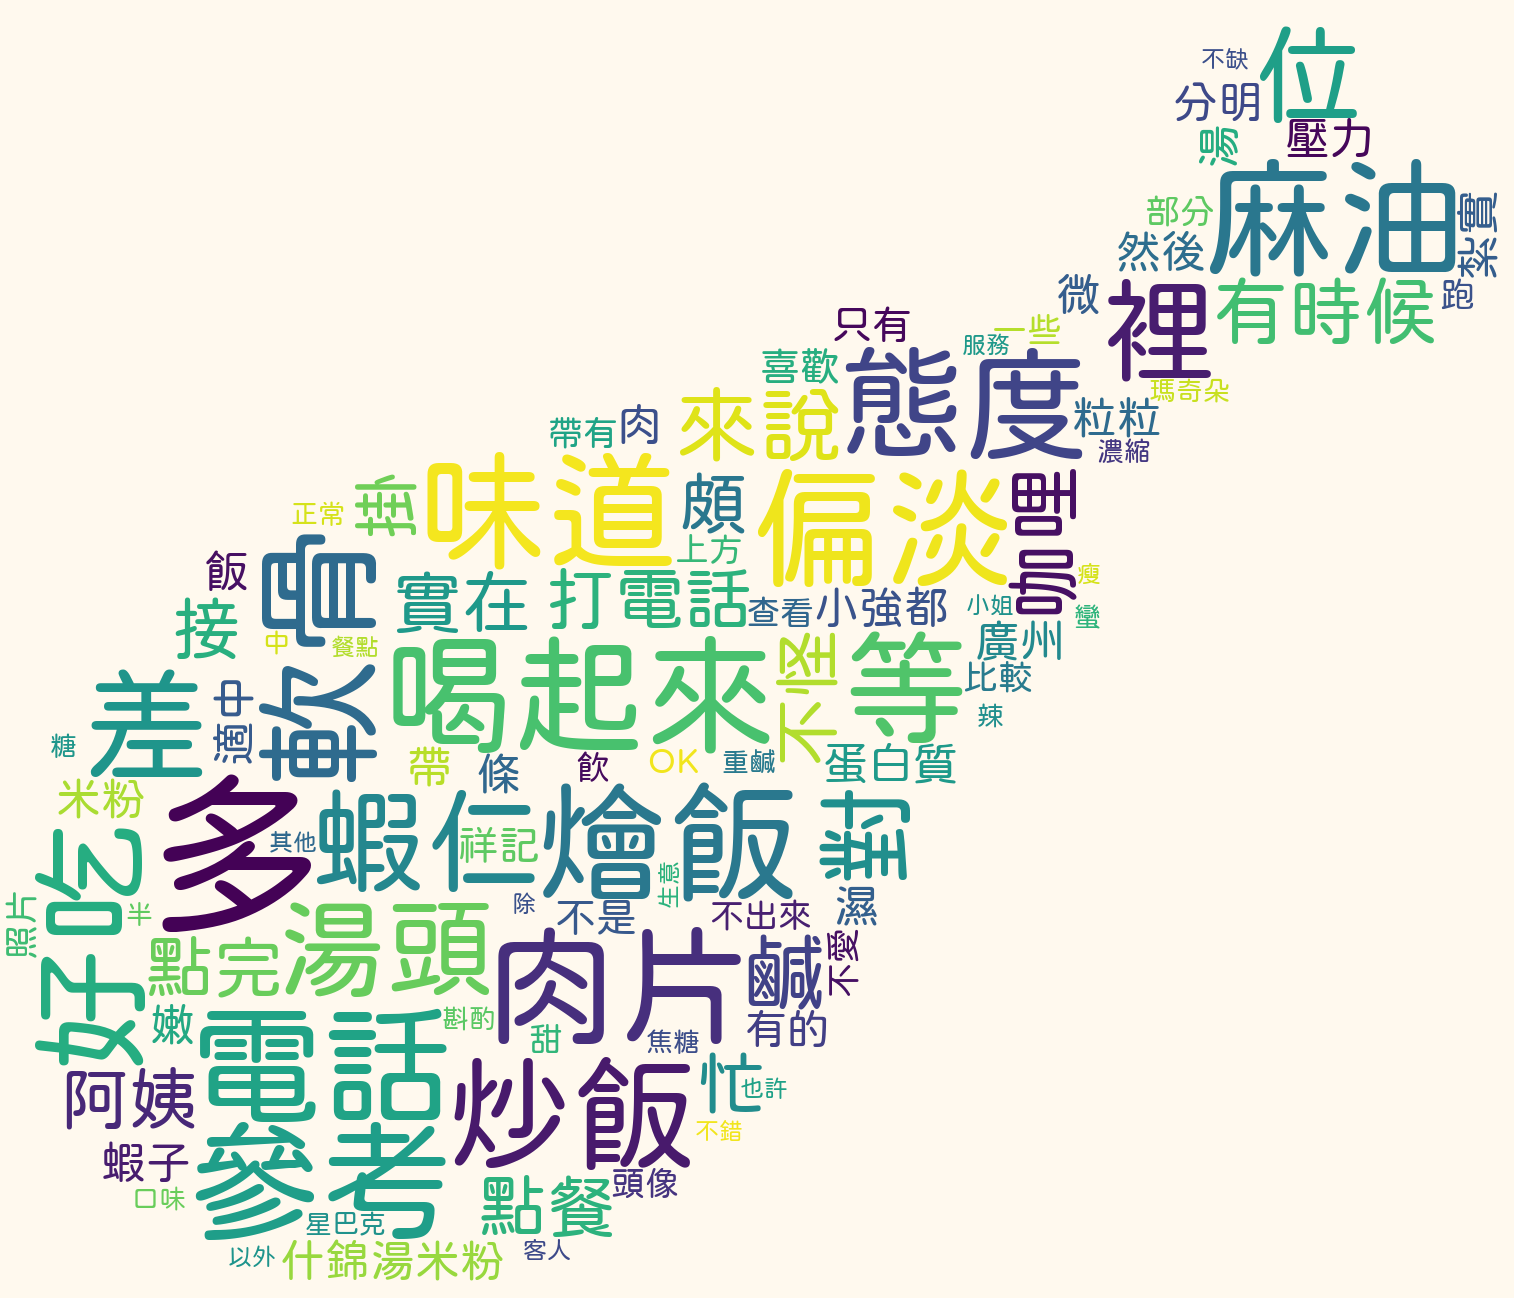 不缺
位
分明
湯
壓力
麻油
紮實
部分
然後
微
裡
有時候
跑
只有
一些
服務
喜歡
態度
瑪奇朵
帶有
肉
來說
粒粒
濃縮
正常
掛
味道
頗
偏淡
咖哩
上方
飯
實在
打電話
瘦
接
中
餐點
查看
小強都
小姐
蠻
廣州
喝起來
不怪
等
比較
差
適中
軟骨
辣
糖
帶
條
飲
OK
重鹹
蛋白質
米粉
多
其他
蝦仁
祥記
燴飯
對
好吃
照片
半
生意
除
不是
不出來
濕
點完
湯頭
肉片
鹹
不愛
嫩
電話
斟酌
甜
焦糖
有的
阿姨
炒飯
忙
也許
不錯
蝦子
參考
口味
星巴克
點餐
頭像
以外
什錦湯米粉
客人